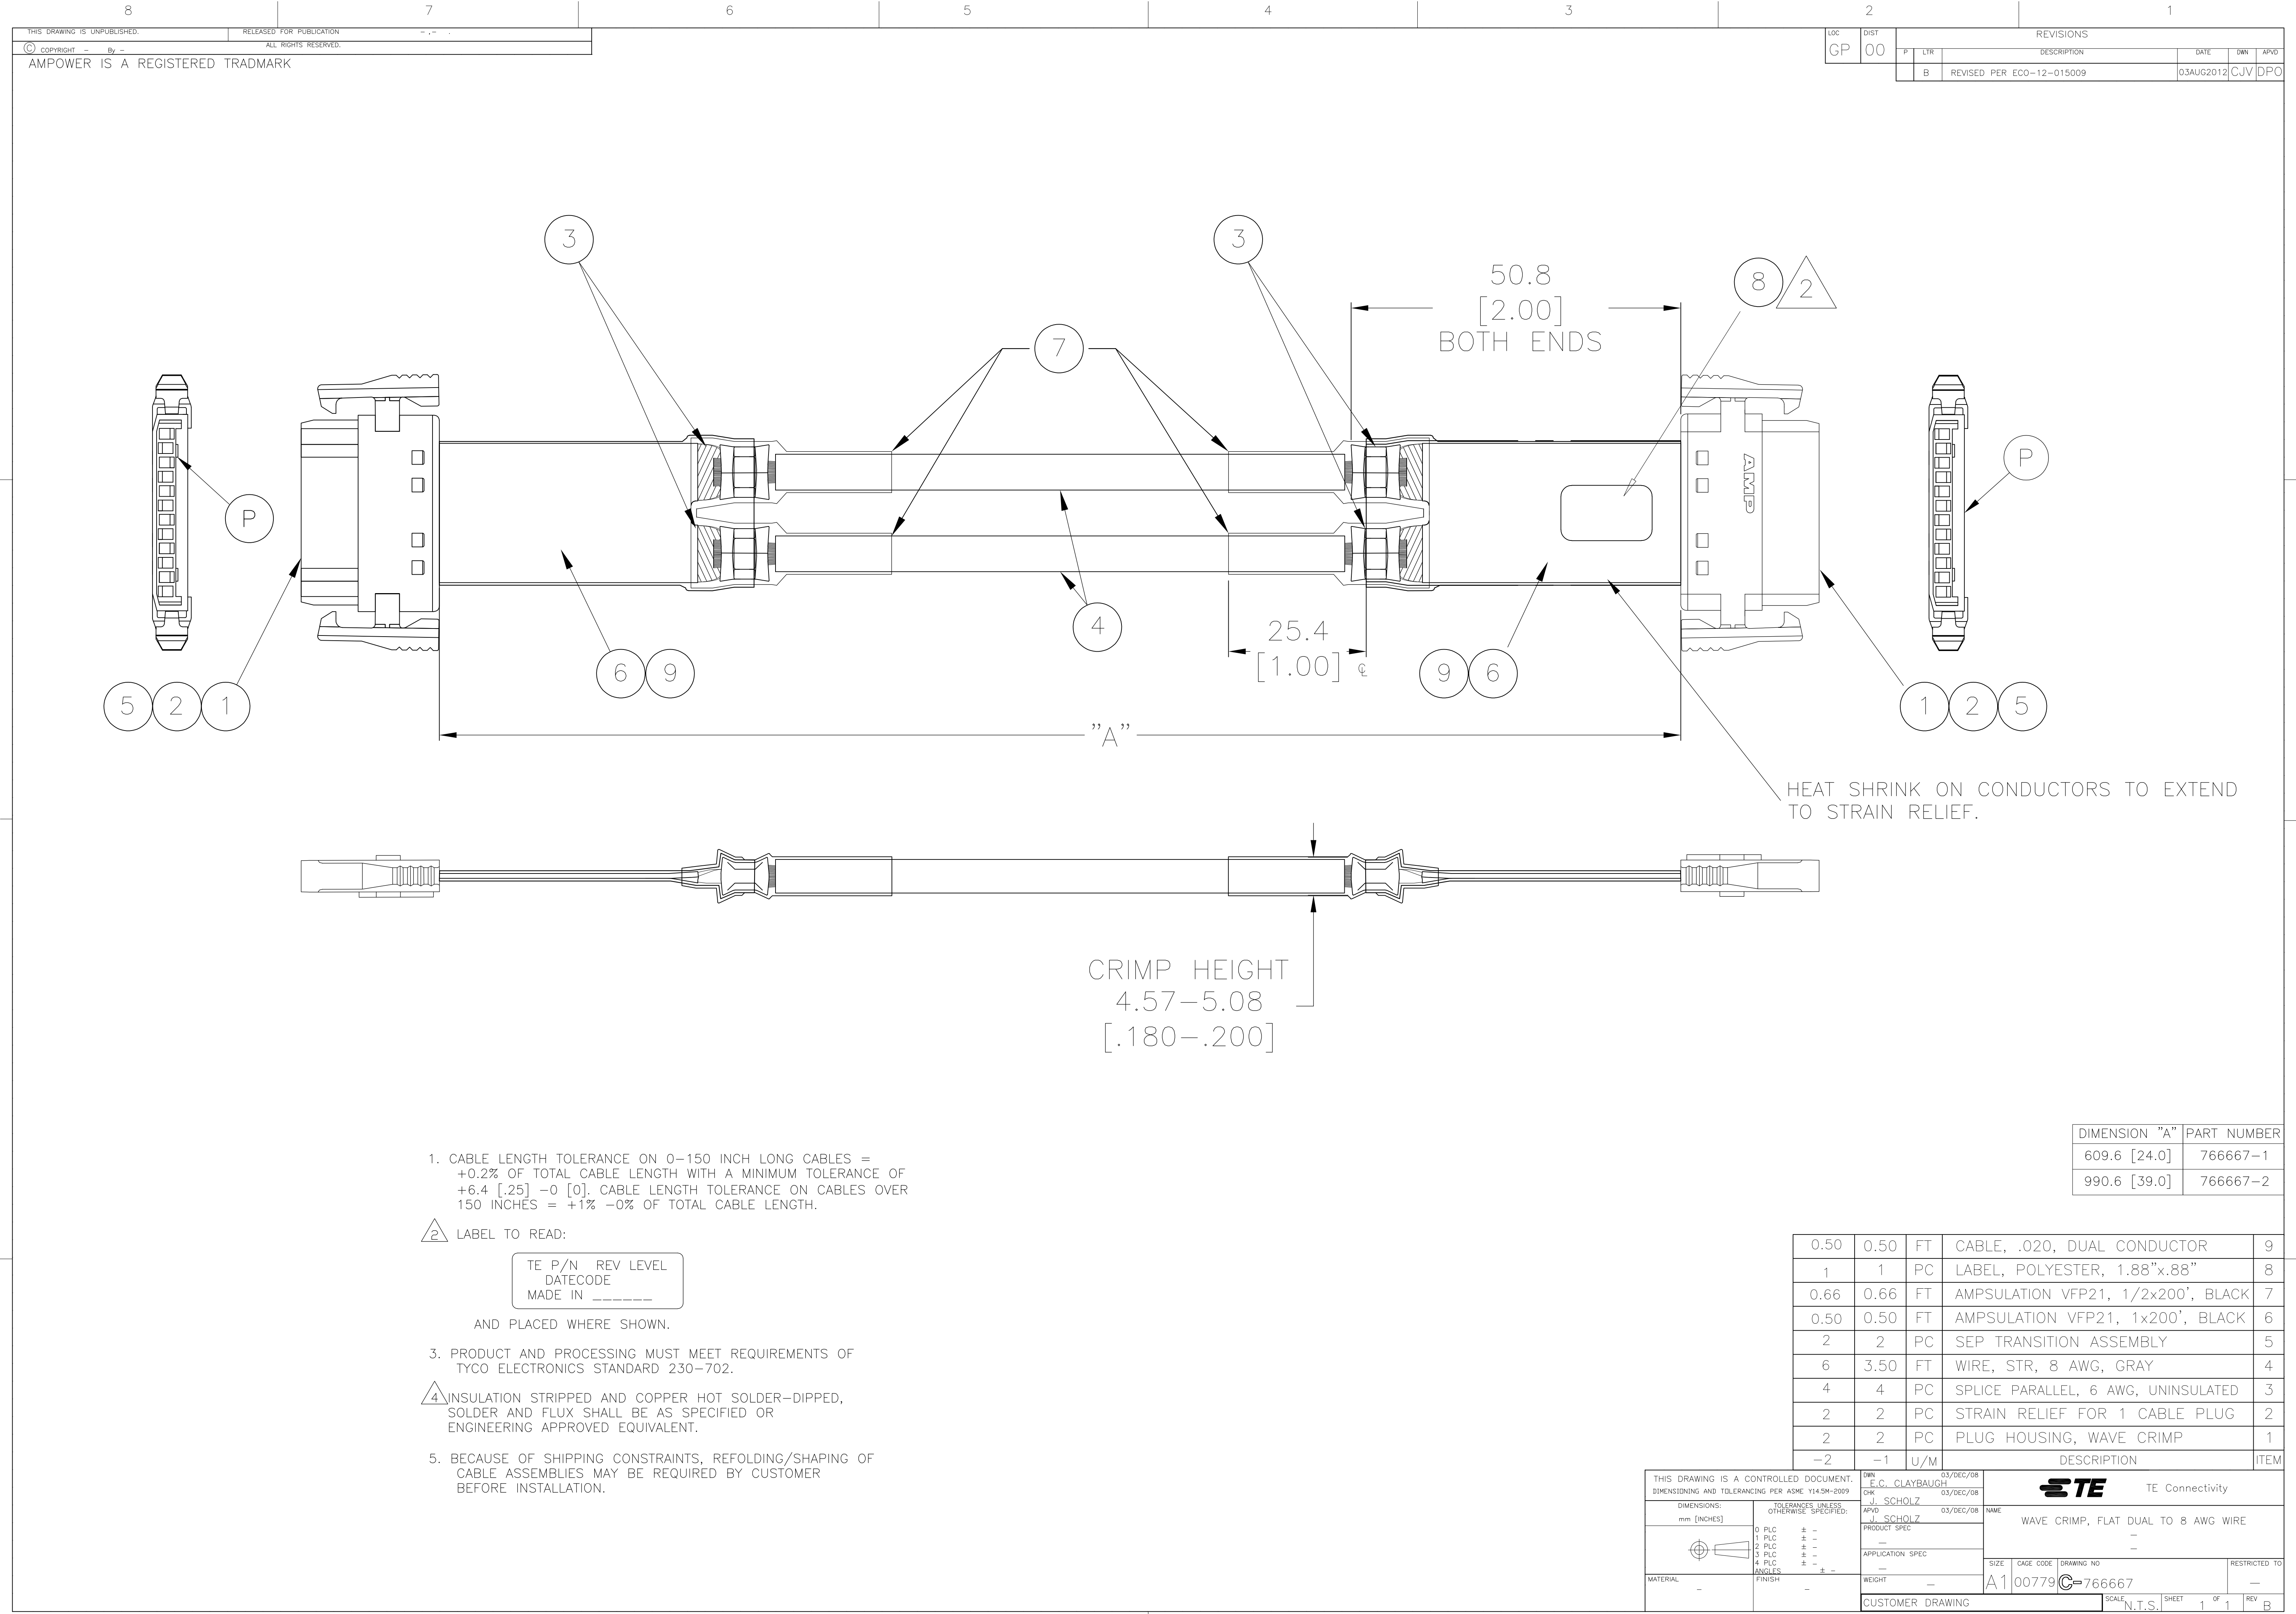 8 7 6 5 4 3 2 1
THIS DRAWING IS UNPUBLISHED.
RELEASED FOR PUBLICATION - ,- .
© COPYRIGHT - By -
ALL RIGHTS RESERVED.
AMPOWER IS A REGISTERED TRADMARK
LOC DIST
GP 00
REVISIONS
P LTR DESCRIPTION DATE DWN APVD
B REVISED PER ECO-12-015009 03AUG2012 CJV DPO
3 3
50.8
[2.00]
BOTH ENDS
8 2
7
AMP
P P
4
25.4
[1.00] ℄
6 9
9 6
5 2 1
1 2 5
"A"
HEAT SHRINK ON CONDUCTORS TO EXTEND
TO STRAIN RELIEF.
CRIMP HEIGHT
4.57-5.08
[.180-.200]
1. CABLE LENGTH TOLERANCE ON 0-150 INCH LONG CABLES =
+0.2% OF TOTAL CABLE LENGTH WITH A MINIMUM TOLERANCE OF
+6.4 [.25] -0 [0]. CABLE LENGTH TOLERANCE ON CABLES OVER
150 INCHES = +1% -0% OF TOTAL CABLE LENGTH.
2 LABEL TO READ:
TE P/N REV LEVEL
DATECODE
MADE IN ______
AND PLACED WHERE SHOWN.
3. PRODUCT AND PROCESSING MUST MEET REQUIREMENTS OF
TYCO ELECTRONICS STANDARD 230-702.
4 INSULATION STRIPPED AND COPPER HOT SOLDER-DIPPED,
SOLDER AND FLUX SHALL BE AS SPECIFIED OR
ENGINEERING APPROVED EQUIVALENT.
5. BECAUSE OF SHIPPING CONSTRAINTS, REFOLDING/SHAPING OF
CABLE ASSEMBLIES MAY BE REQUIRED BY CUSTOMER
BEFORE INSTALLATION.
DIMENSION "A" PART NUMBER
609.6 [24.0] 766667-1
990.6 [39.0] 766667-2
0.50 0.50 FT CABLE, .020, DUAL CONDUCTOR 9
1 1 PC LABEL, POLYESTER, 1.88"x.88" 8
0.66 0.66 FT AMPSULATION VFP21, 1/2x200', BLACK 7
0.50 0.50 FT AMPSULATION VFP21, 1x200', BLACK 6
2 2 PC SEP TRANSITION ASSEMBLY 5
6 3.50 FT WIRE, STR, 8 AWG, GRAY 4
4 4 PC SPLICE PARALLEL, 6 AWG, UNINSULATED 3
2 2 PC STRAIN RELIEF FOR 1 CABLE PLUG 2
2 2 PC PLUG HOUSING, WAVE CRIMP 1
-2 -1 U/M DESCRIPTION ITEM
THIS DRAWING IS A CONTROLLED DOCUMENT.
DIMENSIONING AND TOLERANCING PER ASME Y14.5M-2009
DIMENSIONS:
mm [INCHES]
TOLERANCES UNLESS
OTHERWISE SPECIFIED:
0 PLC ± -
1 PLC ± -
2 PLC ± -
3 PLC ± -
4 PLC ± -
ANGLES ± -
MATERIAL -
FINISH -
DWN 03/DEC/08
E.C. CLAYBAUGH
CHK 03/DEC/08
J. SCHOLZ
APVD 03/DEC/08
J. SCHOLZ
PRODUCT SPEC
-
APPLICATION SPEC
-
WEIGHT -
CUSTOMER DRAWING
TE TE Connectivity
NAME
WAVE CRIMP, FLAT DUAL TO 8 AWG WIRE
-
-
SIZE CAGE CODE DRAWING NO RESTRICTED TO
A1 00779 C-766667 -
SCALE N.T.S. SHEET 1 OF 1 REV B